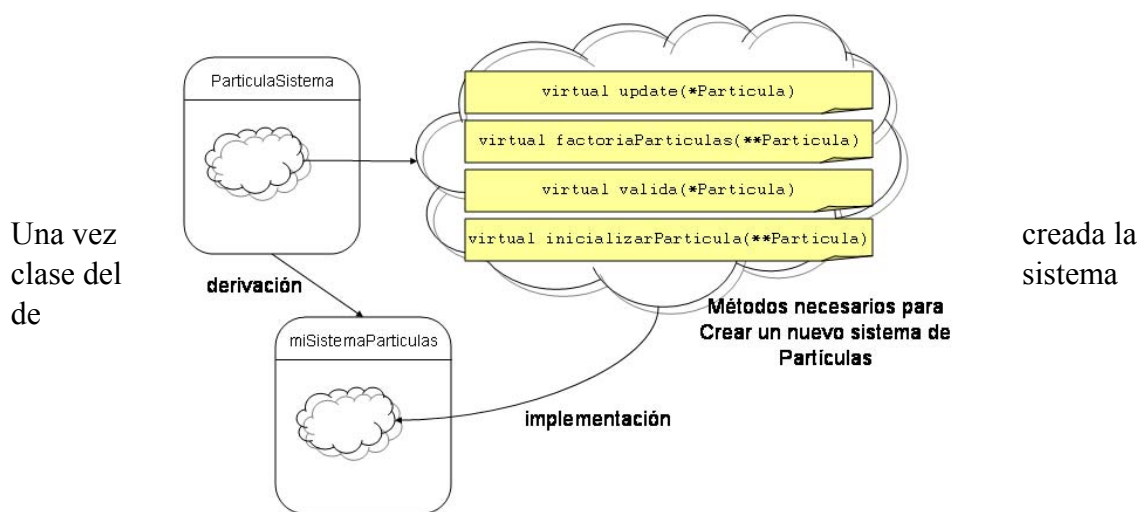 ParticulaSistema
virtual update(*Particula)
virtual factoriaParticulas(**Particula)
virtual valida(*Particula)
virtual inicializarParticula(**Particula)
Una vez creada la
clase del sistema
de
derivación
Métodos necesarios para
Crear un nuevo sistema de
Partículas
miSistemaParticulas
implementación